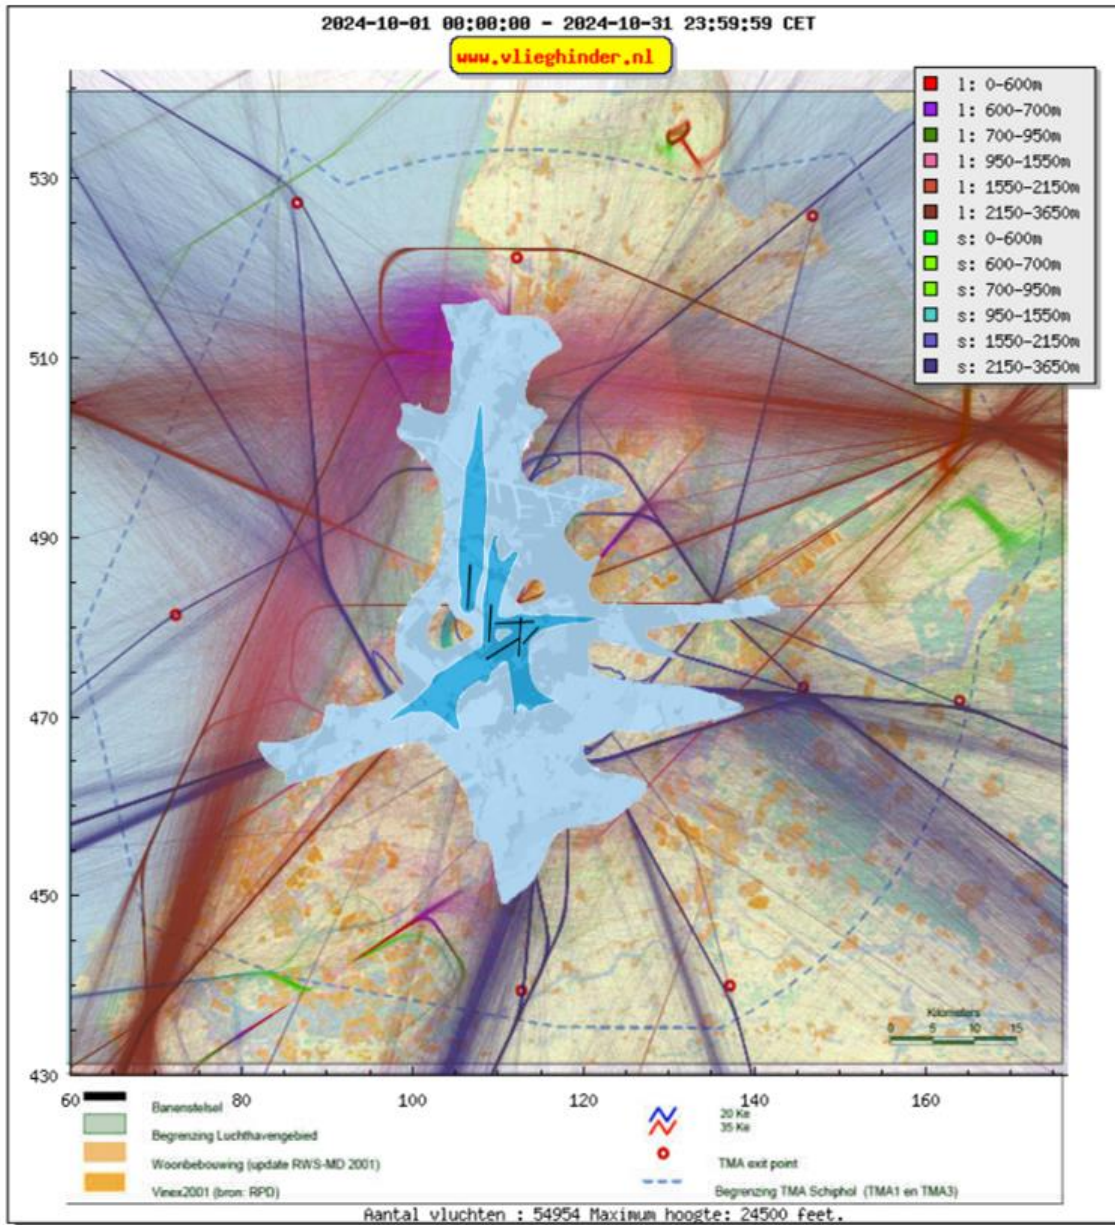 2024-10-01 00:00:00 - 2024-10-31 23:59:59 CET
www.vlieghinder.nl
l: 0-600m
l: 600-700m
l: 700-950m
l: 950-1550m
l: 1550-2150m
l: 2150-3650m
s: 0-600m
s: 600-700m
s: 700-950m
s: 950-1550m
s: 1550-2150m
s: 2150-3650m
530
510
490
470
450
430
Kilometers
0 5 10 15
60 80 100 120 140 160
Banenstelsel
Begrenzing Luchthavengebied
Woonbebouwing (update RWS-MD 2001)
Vinex2001 (bron: RPD)
20 Ke
35 Ke
TMA exit point
Begrenzing TMA Schiphol (TMA1 en TMA3)
Aantal vluchten : 54954 Maximum hoogte: 24500 feet.